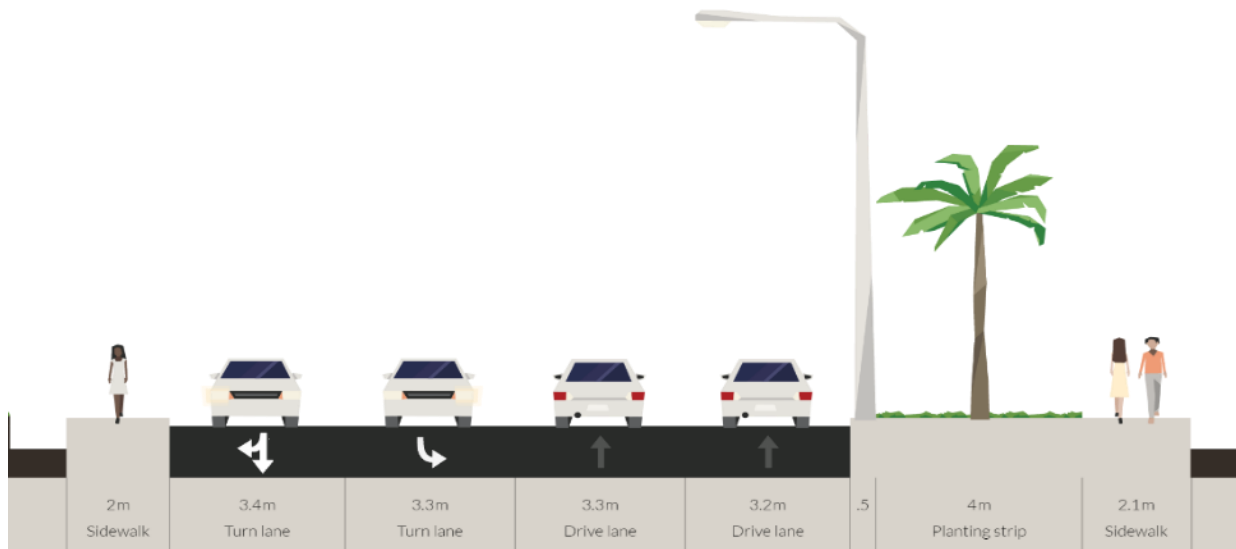 2m
Sidewalk
3.4m
Turn lane
3.3m
Turn lane
3.3m
Drive lane
3.2m
Drive lane
.5
4m
Planting strip
2.1m
Sidewalk